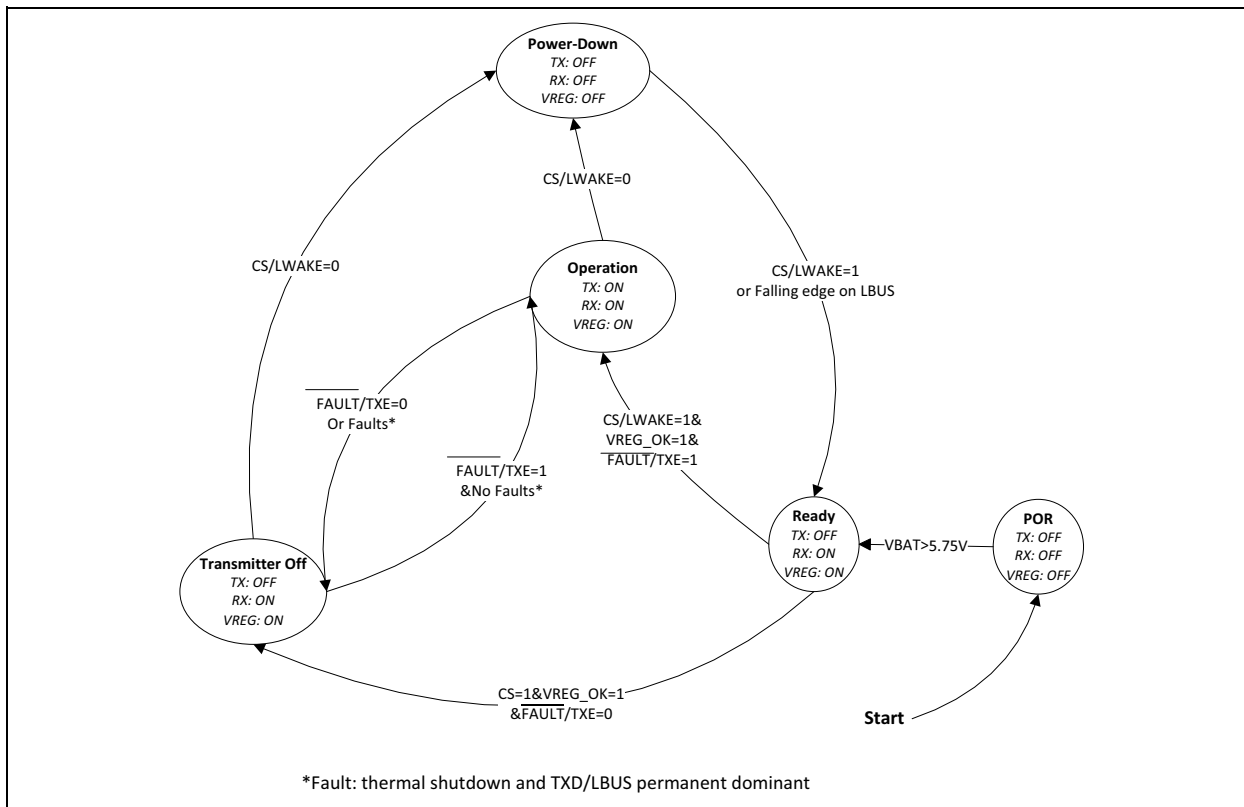 Power-Down
TX: OFF
RX: OFF
VREG: OFF
CS/LWAKE=0
CS/LWAKE=0
CS/LWAKE=1
or Falling edge on LBUS
Operation
TX: ON
RX: ON
VREG: ON
FAULT/TXE=0
Or Faults*
FAULT/TXE=1
&No Faults*
CS/LWAKE=1&
VREG_OK=1&
FAULT/TXE=1
Ready
TX: OFF
RX: ON
VREG: ON
VBAT>5.75V
POR
TX: OFF
RX: OFF
VREG: OFF
Transmitter Off
TX: OFF
RX: ON
VREG: ON
CS=1&VREG_OK=1
&FAULT/TXE=0
Start
*Fault: thermal shutdown and TXD/LBUS permanent dominant